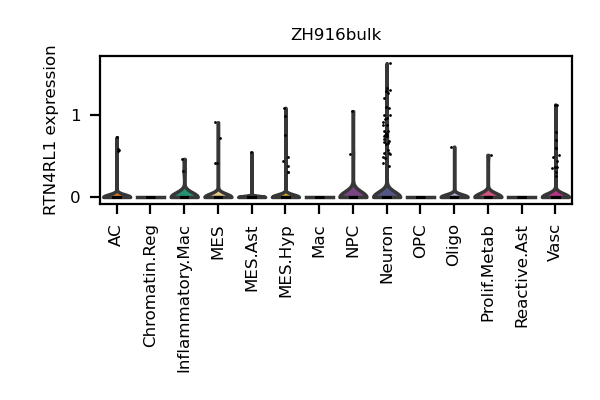 ZH916bulk
RTN4RL1 expression
1
0
AC
Chromatin.Reg
Inflammatory.Mac
MES
MES.Ast
MES.Hyp
Mac
NPC
Neuron
OPC
Oligo
Prolif.Metab
Reactive.Ast
Vasc